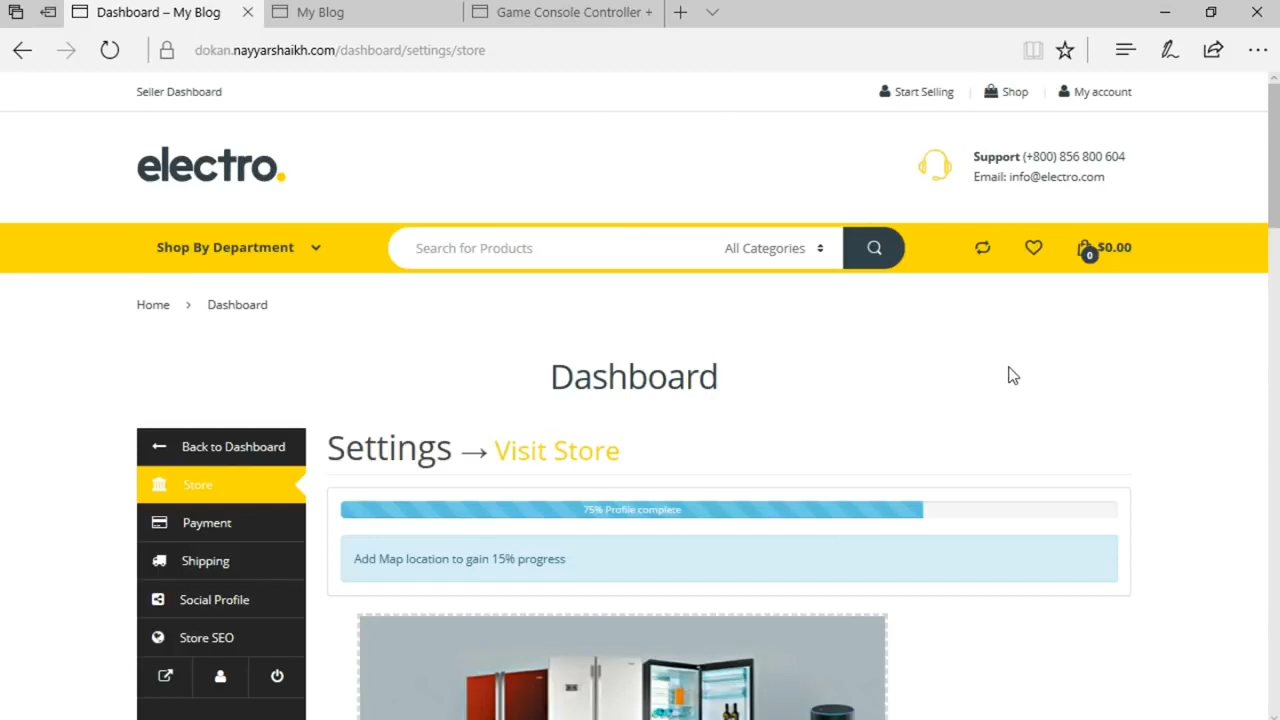 Dashboard – My Blog
My Blog
Game Console Controller +
dokan.nayyarshaikh.com/dashboard/settings/store
Seller Dashboard
Start Selling
Shop
My account
electro.
Support (+800) 856 800 604
Email: info@electro.com
Shop By Department
Search for Products
All Categories
0
$0.00
Home
Dashboard
Dashboard
Back to Dashboard
Store
Payment
Shipping
Social Profile
Store SEO
Settings → Visit Store
75% Profile complete
Add Map location to gain 15% progress